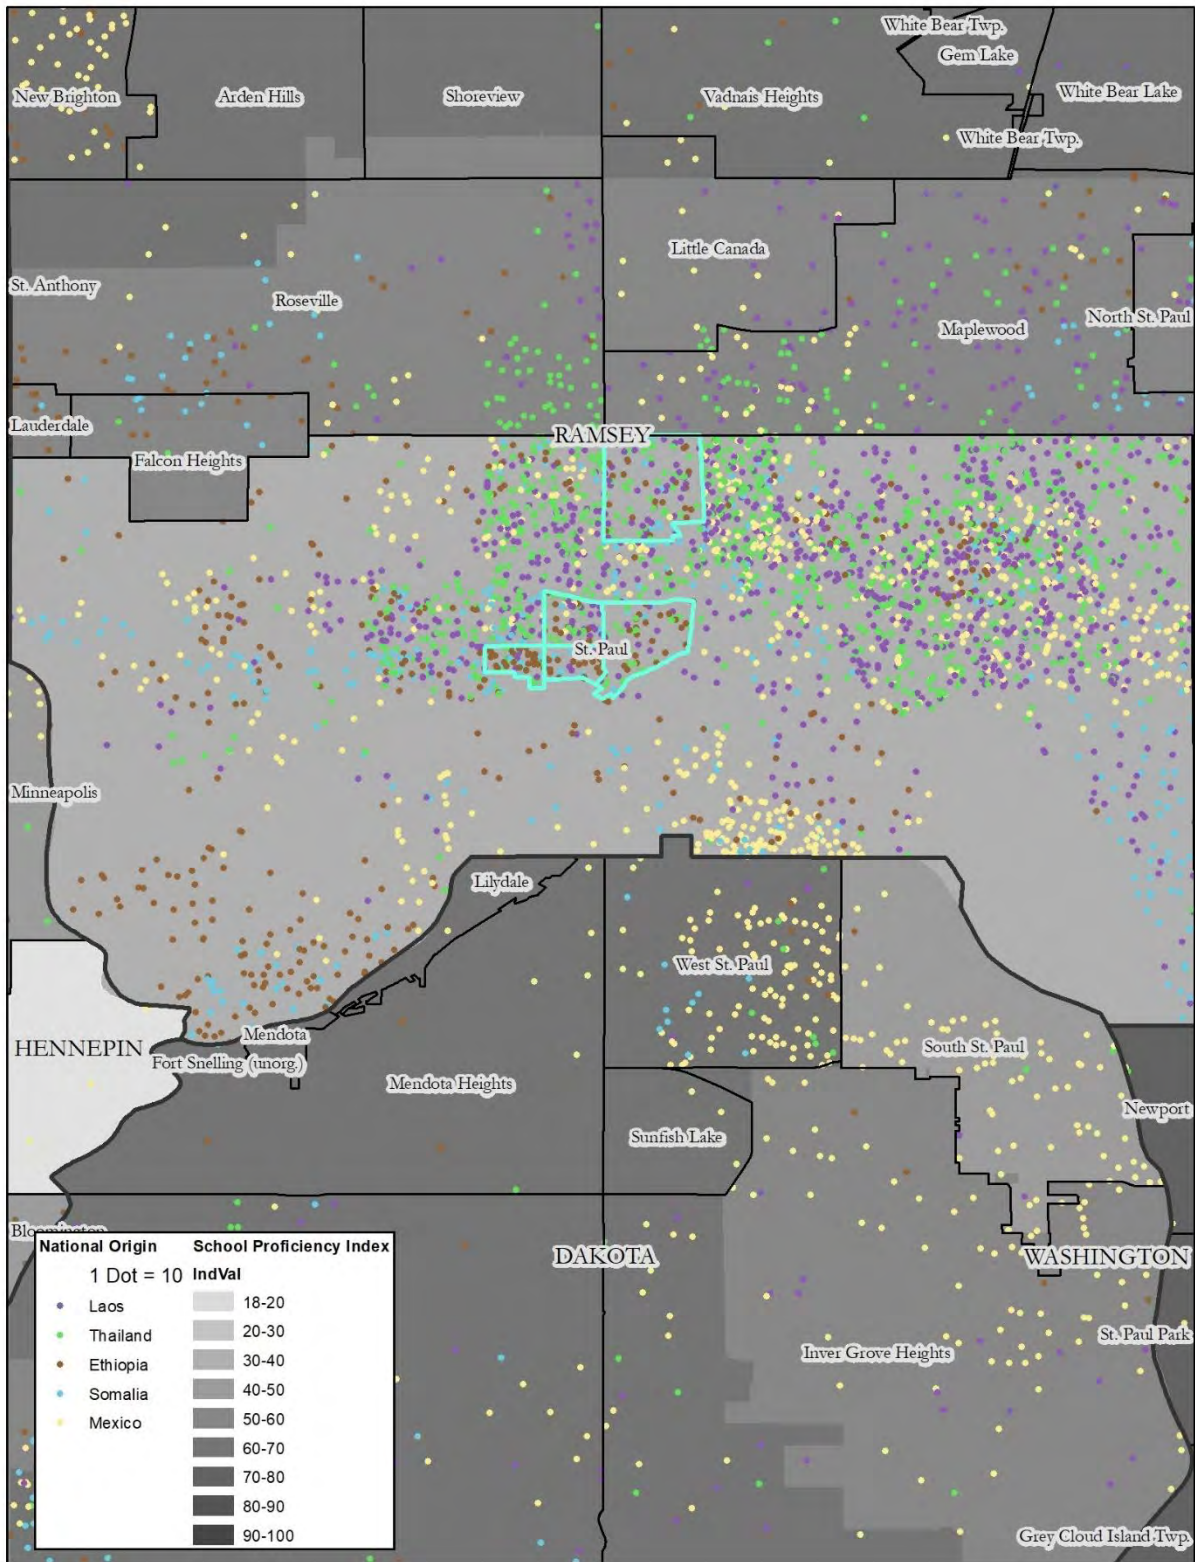 White Bear Twp.
Gem Lake
New Brighton
Arden Hills
Shoreview
Vadnais Heights
White Bear Lake
White Bear Twp.
Little Canada
St. Anthony
Roseville
Maplewood
North St. Paul
Lauderdale
RAMSEY
Falcon Heights
St. Paul
Minneapolis
Lilydale
West St. Paul
HENNEPIN
Mendota
Fort Snelling (unorg.)
Mendota Heights
South St. Paul
Newport
Sunfish Lake
Bloomington
DAKOTA
WASHINGTON
St. Paul Park
Inver Grove Heights
Grey Cloud Island Twp.
National Origin
1 Dot = 10
Laos
Thailand
Ethiopia
Somalia
Mexico
School Proficiency Index
IndVal
18-20
20-30
30-40
40-50
50-60
60-70
70-80
80-90
90-100